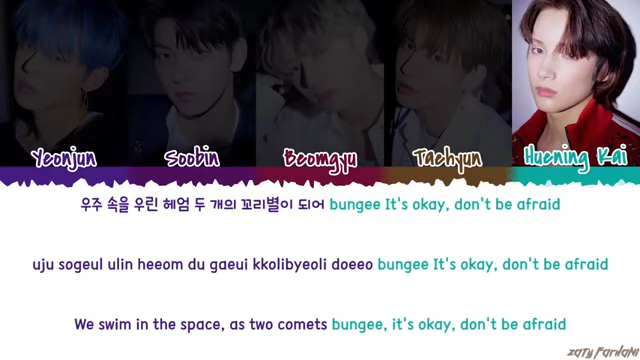 Yeonjun Soobin Beomgyu Taehyun Huening Kai
우주 속을 우린 헤엄 두 개의 꼬리별이 되어 bungee It's okay, don't be afraid
uju sogeul ulin heeom du gaeui kkolibyeoli doeeo bungee It's okay, don't be afraid
We swim in the space, as two comets bungee, it's okay, don't be afraid
zaty farhani